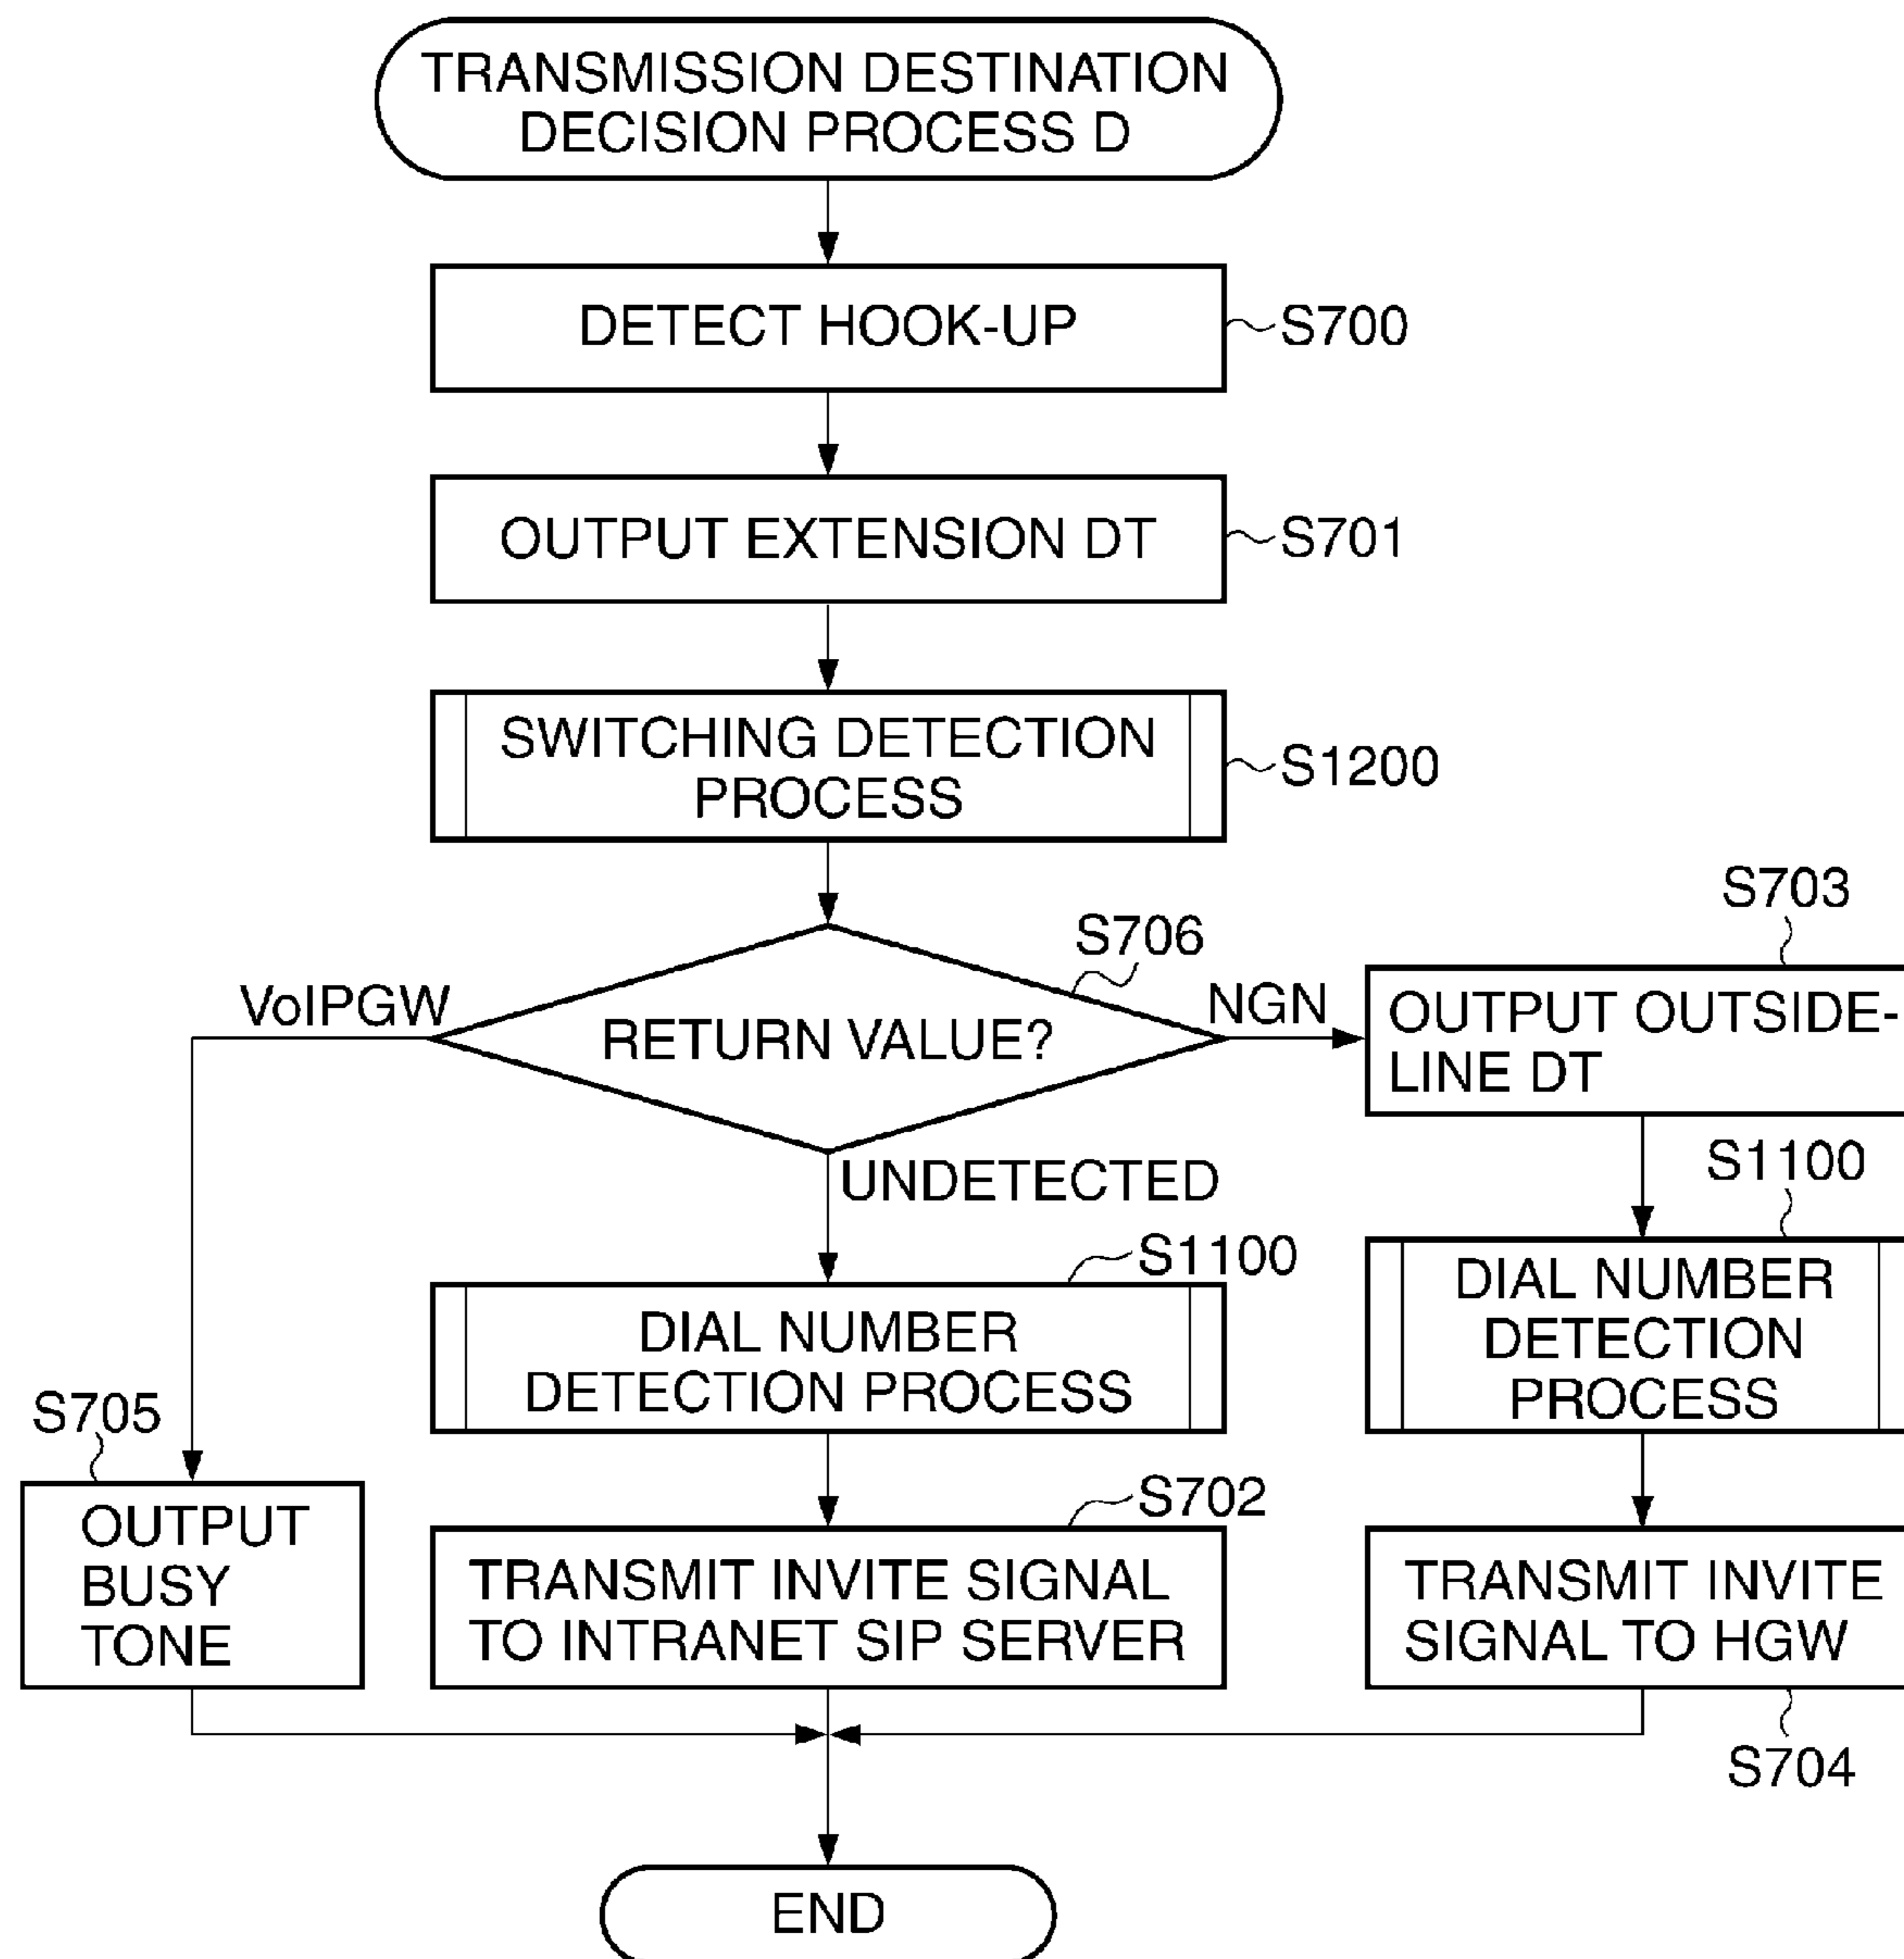 TRANSMISSION DESTINATION
DECISION PROCESS D
DETECT HOOK-UP
S700
OUTPUT EXTENSION DT
S701
SWITCHING DETECTION
PROCESS
S1200
S706
RETURN VALUE?
VoIPGW
NGN
UNDETECTED
S703
OUTPUT OUTSIDE-
LINE DT
S1100
DIAL NUMBER
DETECTION PROCESS
S1100
DIAL NUMBER
DETECTION
PROCESS
S705
OUTPUT
BUSY
TONE
S702
TRANSMIT INVITE SIGNAL
TO INTRANET SIP SERVER
TRANSMIT INVITE
SIGNAL TO HGW
S704
END